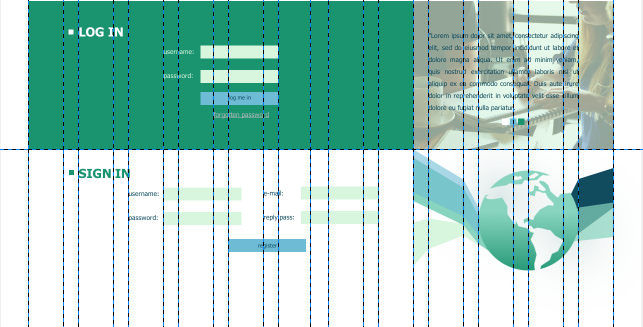 LOG IN
username:
password:
log me in
forgotten password
"Lorem ipsum dolor sit amet, consectetur adipiscing
elit, sed do eiusmod tempor incididunt ut labore et
dolore magna aliqua. Ut enim ad minim veniam,
quis nostrud exercitation ullamco laboris nisi ut
aliquip ex ea commodo consequat. Duis aute irure
dolor in reprehenderit in voluptate velit esse cillum
dolore eu fugiat nulla pariatur.
SIGN IN
username:
e-mail:
password:
reply pass:
register